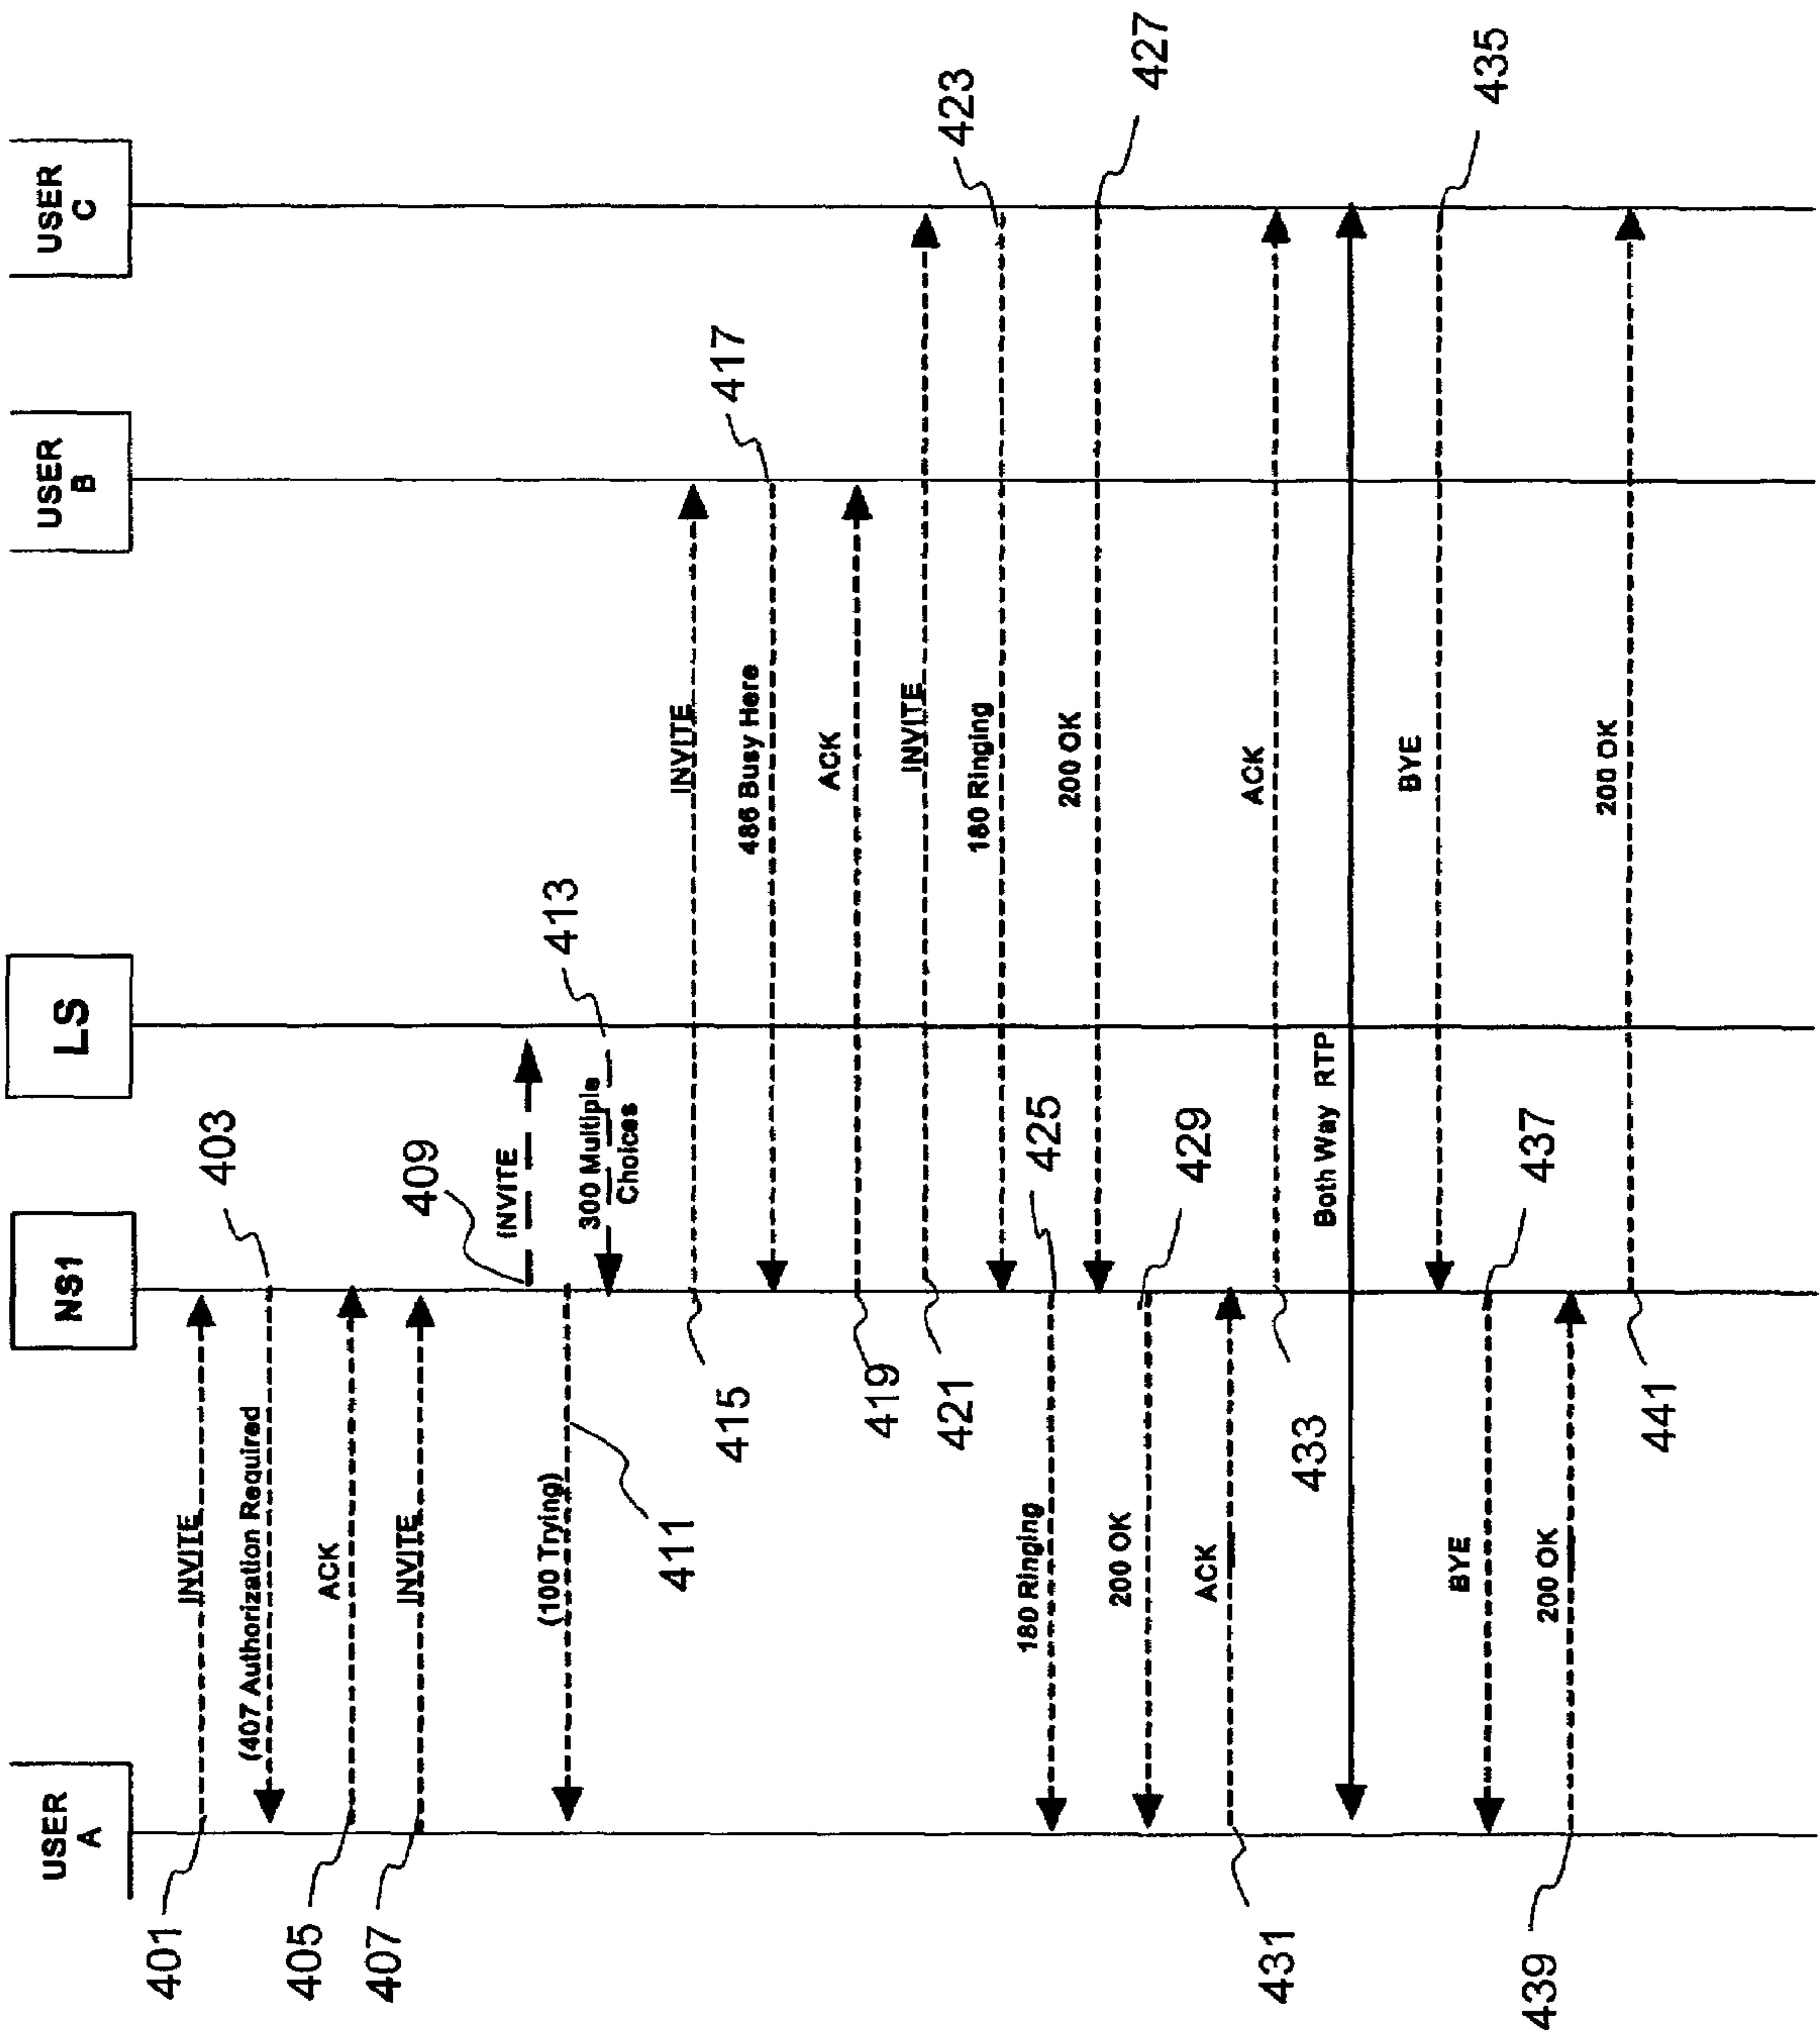 USER
A
NS1
LS
USER
B
USER
C
401
INVITE
403
(407 Authorization Required
405
ACK
407
INVITE
409
INVITE
(100 Trying)
411
413
300 Multiple
Choices
415
INVITE
417
486 Busy Here
419
ACK
421
INVITE
423
180 Ringing
425
180 Ringing
427
200 OK
429
200 OK
431
ACK
433
ACK
Both Way RTP
435
BYE
437
BYE
439
200 OK
441
200 OK